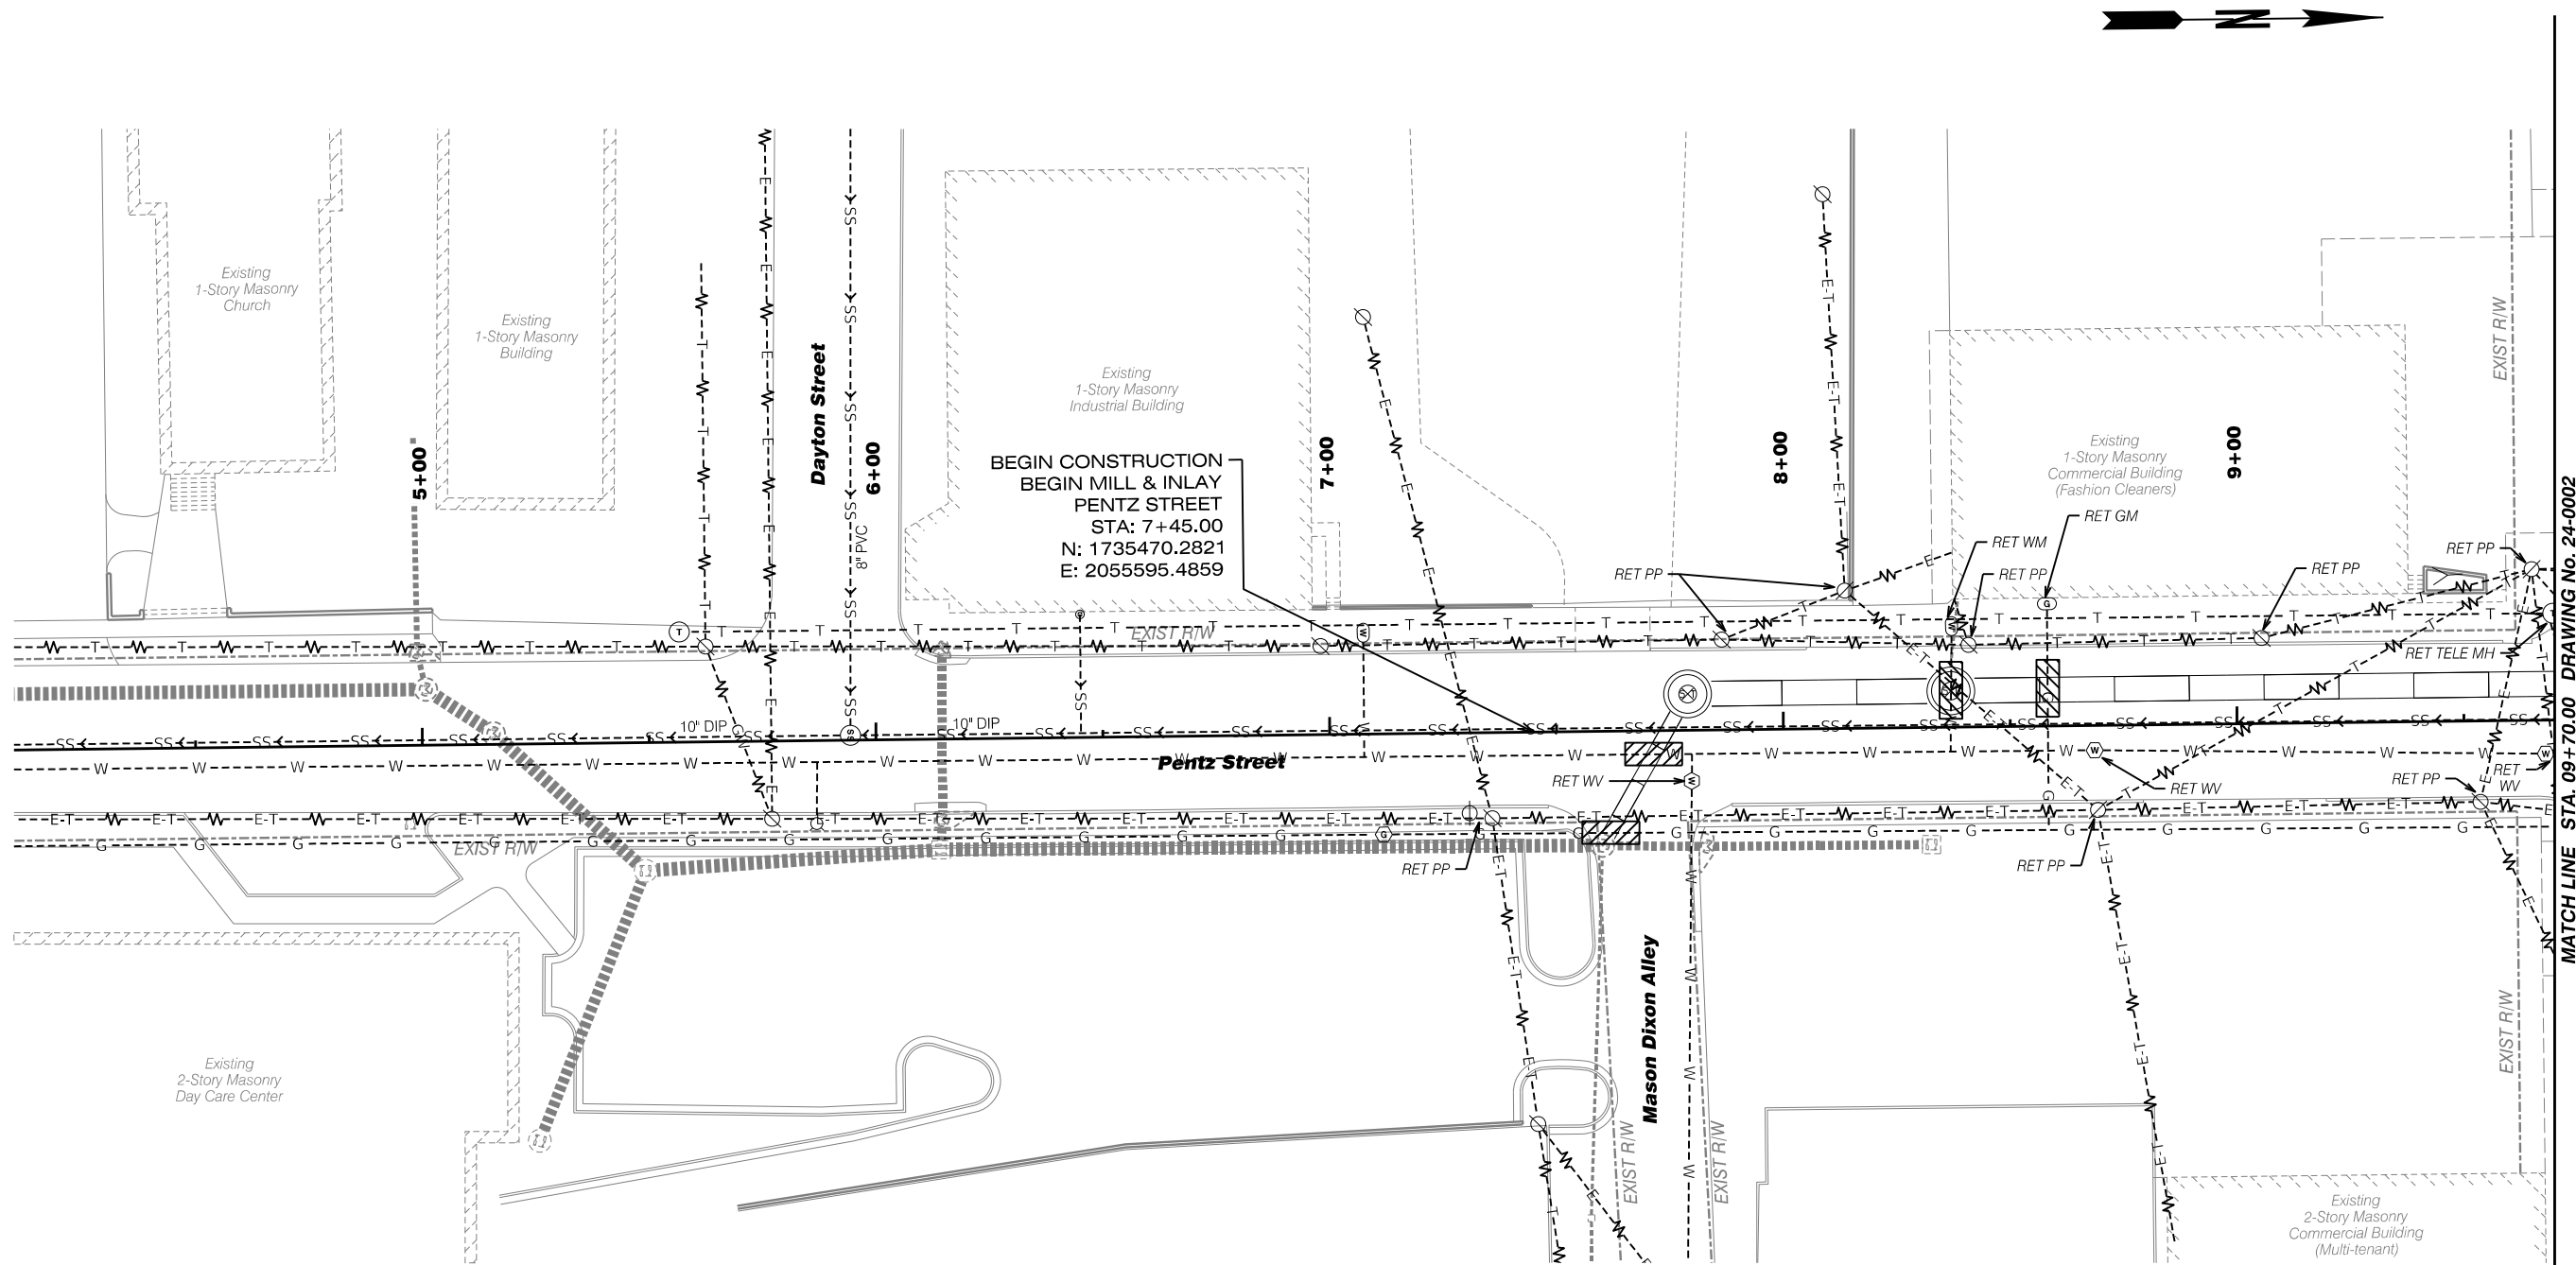 N
Existing
1-Story Masonry
Church
Existing
1-Story Masonry
Building
Dayton Street
8" PVC
Existing
1-Story Masonry
Industrial Building
BEGIN CONSTRUCTION
BEGIN MILL & INLAY
PENTZ STREET
STA: 7+45.00
N: 1735470.2821
E: 2055595.4859
5+00
6+00
7+00
8+00
9+00
Existing
1-Story Masonry
Commercial Building
(Fashion Cleaners)
EXIST R/W
RET GM
RET WM
RET PP
RET PP
RET PP
RET PP
RET TELE MH
EXIST R/W
10" DIP
10" DIP
Pentz Street
RET WV
RET WV
RET PP
RET
WV
RET PP
RET PP
EXIST R/W
Mason Dixon Alley
EXIST R/W
EXIST R/W
EXIST R/W
Existing
2-Story Masonry
Day Care Center
Existing
2-Story Masonry
Commercial Building
(Multi-tenant)
MATCH LINE STA. 09+7000 DRAWING No. 24-0002